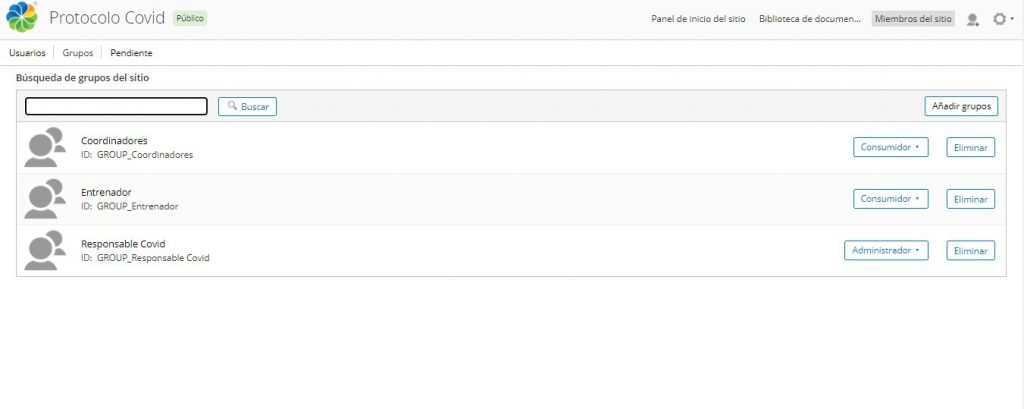 Protocolo Covid Público
Panel de inicio del sitio Biblioteca de documen... Miembros del sitio
Usuarios Grupos Pendiente
Búsqueda de grupos del sitio
Buscar Añadir grupos
Coordinadores
ID: GROUP_Coordinadores
Consumidor Eliminar
Entrenador
ID: GROUP_Entrenador
Consumidor Eliminar
Responsable Covid
ID: GROUP_Responsable Covid
Administrador Eliminar